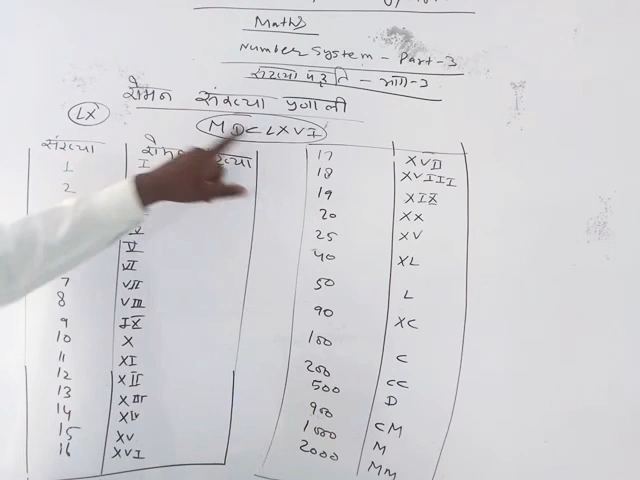 Maths
Number System - Part-3
संख्या पद्धति - भाग-3
रोमन संख्या प्रणाली
LX
MDCLXVI
संख्या रोमन संख्या
1 I
2
IV
V
VI
7 VII
8 VIII
9 IX
10 X
11 XI
12 XII
13 XIII
14 XIV
15 XV
16 XVI
17 XVII
18 XVIII
19 XIX
20 XX
25 XV
40 XL
50 L
90 XC
100 C
200 CC
500 D
900 CM
1000 M
2000 MM